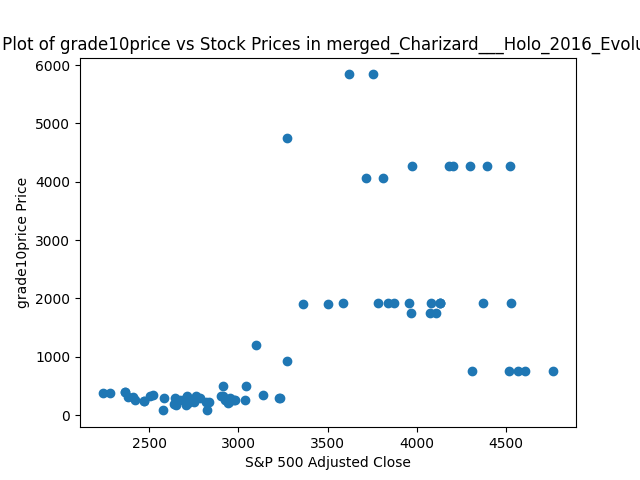 Plot of grade10price vs Stock Prices in merged_Charizard___Holo_2016_Evolu
6000
5000
4000
3000
2000
1000
0
grade10price Price
2500 3000 3500 4000 4500
S&P 500 Adjusted Close